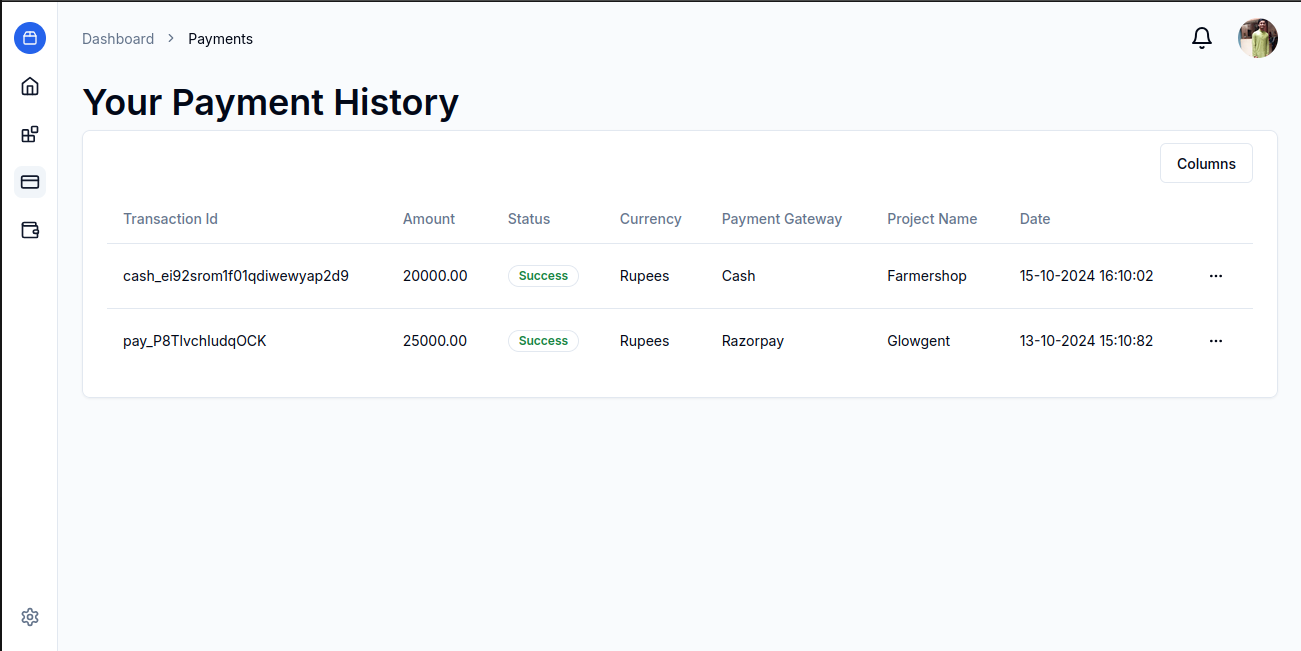 Dashboard > Payments
Your Payment History
Columns
Transaction Id Amount Status Currency Payment Gateway Project Name Date
cash_ei92srom1f01qdiwewyap2d9 20000.00 Success Rupees Cash Farmershop 15-10-2024 16:10:02 ...
pay_P8TlvchIudqOCK 25000.00 Success Rupees Razorpay Glowgent 13-10-2024 15:10:82 ...